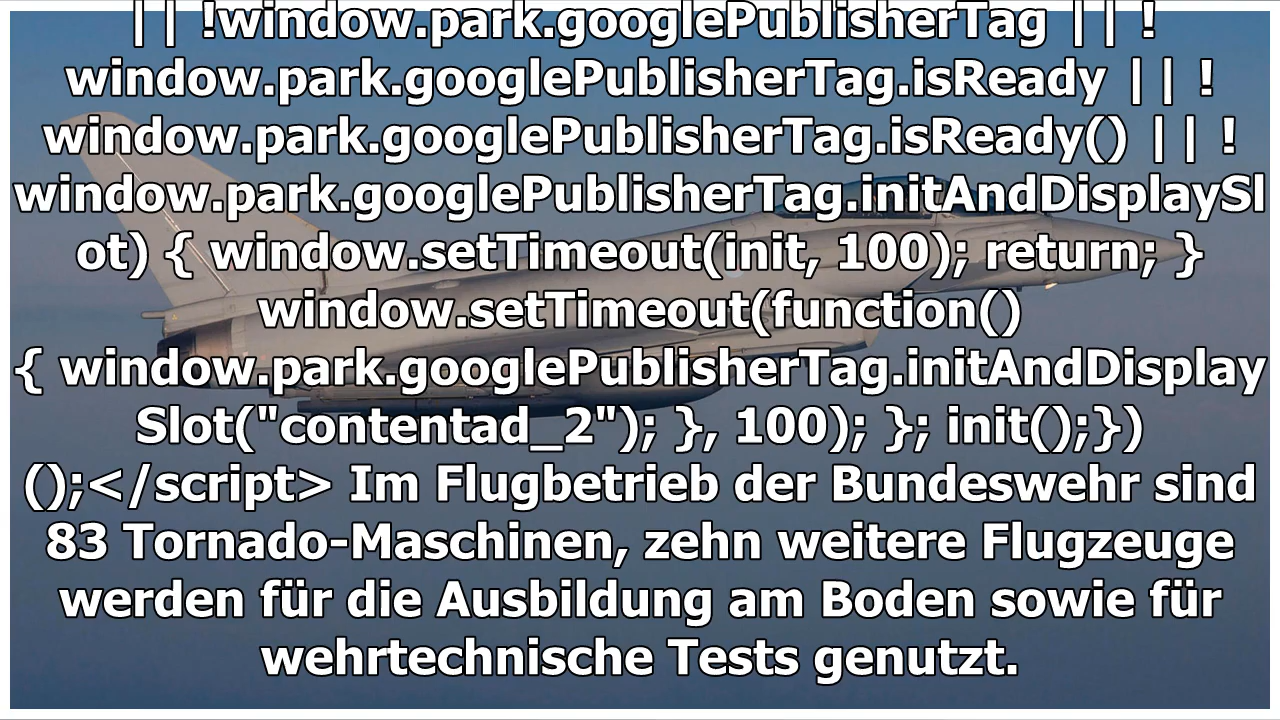 || !window.park.googlePublisherTag || !
window.park.googlePublisherTag.isReady || !
window.park.googlePublisherTag.isReady() || !
window.park.googlePublisherTag.initAndDisplaySl
ot) { window.setTimeout(init, 100); return; }
window.setTimeout(function()
{ window.park.googlePublisherTag.initAndDisplay
Slot("contentad_2"); }, 100); }; init();})
();</script> Im Flugbetrieb der Bundeswehr sind
83 Tornado-Maschinen, zehn weitere Flugzeuge
werden für die Ausbildung am Boden sowie für
wehrtechnische Tests genutzt.